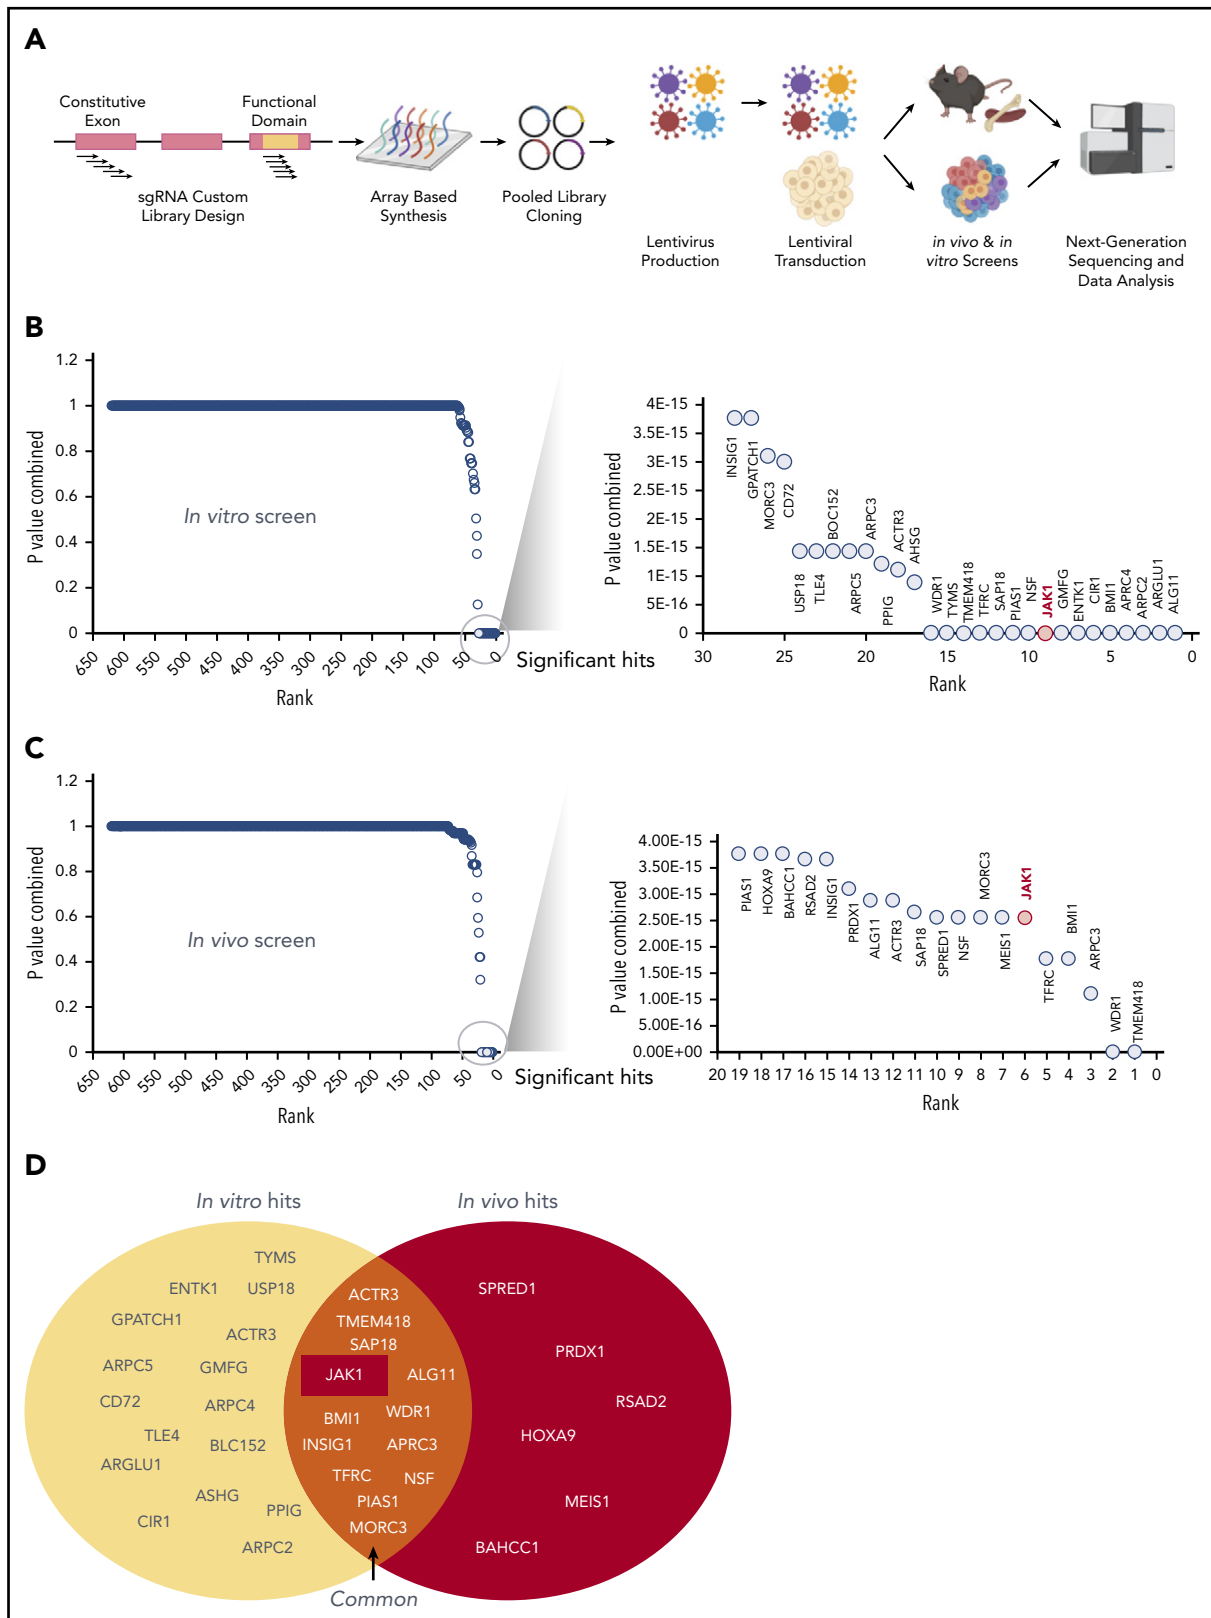 A
Constitutive
Exon
Functional
Domain
sgRNA Custom
Library Design
Array Based
Synthesis
Pooled Library
Cloning
Lentivirus
Production
Lentiviral
Transduction
in vivo & in
vitro Screens
Next-Generation
Sequencing and
Data Analysis
B
P value combined
1.2
1
0.8
0.6
0.4
0.2
0
In vitro screen
650
600
550
500
450
400
350
300
250
200
150
100
50
0
Rank
Significant hits
P value combined
4E-15
3.5E-15
3E-15
2.5E-15
2E-15
1.5E-15
1E-15
5E-16
0
INSIG1
GPATCH1
MORC3
CD72
USP18
TLE4
BOC152
ARPC5
ARPC3
PPIG
ACTR3
AHSG
WDR1
TYMS
TMEM418
TFRC
SAP18
PIAS1
NSF
JAK1
GMFG
ENTK1
CIR1
BMI1
APRC4
ARPC2
ARGLU1
ALG11
30
25
20
15
10
5
0
Rank
C
P value combined
1.2
1
0.8
0.6
0.4
0.2
0
In vivo screen
650
600
550
500
450
400
350
300
250
200
150
100
50
0
Rank
Significant hits
P value combined
4.00E-15
3.50E-15
3.00E-15
2.50E-15
2.00E-15
1.50E-15
1.00E-15
5.00E-16
0.00E+00
PIAS1
HOXA9
BAHCC1
RSAD2
INSIG1
PRDX1
ALG11
ACTR3
SAP18
SPRED1
NSF
MORC3
MEIS1
JAK1
TFRC
BMI1
ARPC3
WDR1
TMEM418
20 19 18 17 16 15 14 13 12 11 10 9 8 7 6 5 4 3 2 1 0
Rank
D
In vitro hits
In vivo hits
TYMS
ENTK1
USP18
GPATCH1
ACTR3
ARPC5
GMFG
CD72
ARPC4
TLE4
BLC152
ARGLU1
ASHG
PPIG
CIR1
ARPC2
ACTR3
TMEM418
SAP18
JAK1
ALG11
BMI1
WDR1
INSIG1
APRC3
TFRC
NSF
PIAS1
MORC3
Common
SPRED1
PRDX1
RSAD2
HOXA9
MEIS1
BAHCC1